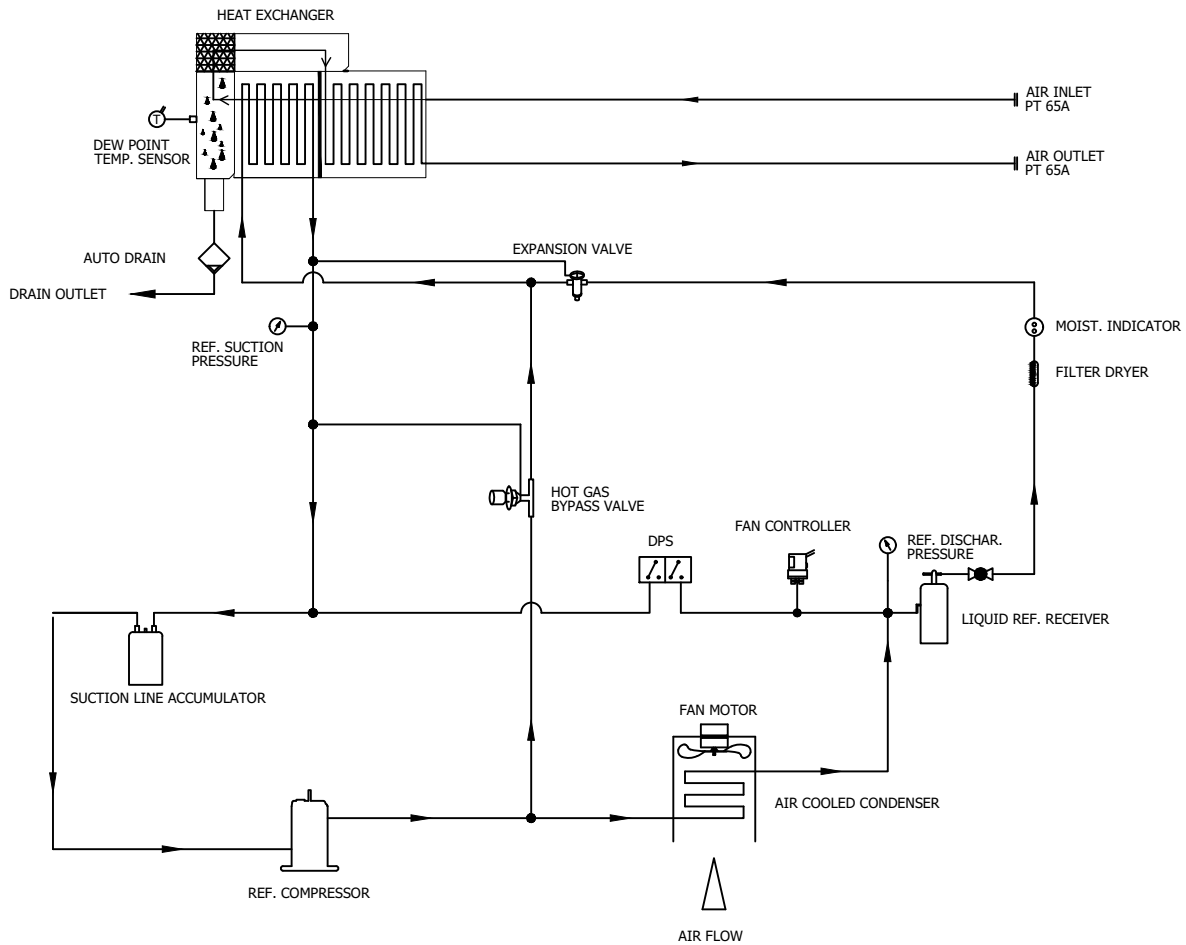 HEAT EXCHANGER
AIR INLET
PT 65A
T
DEW POINT
TEMP. SENSOR
AIR OUTLET
PT 65A
EXPANSION VALVE
AUTO DRAIN
DRAIN OUTLET
MOIST. INDICATOR
REF. SUCTION
PRESSURE
FILTER DRYER
HOT GAS
BYPASS VALVE
FAN CONTROLLER
DPS
REF. DISCHAR.
PRESSURE
LIQUID REF. RECEIVER
SUCTION LINE ACCUMULATOR
FAN MOTOR
AIR COOLED CONDENSER
REF. COMPRESSOR
AIR FLOW